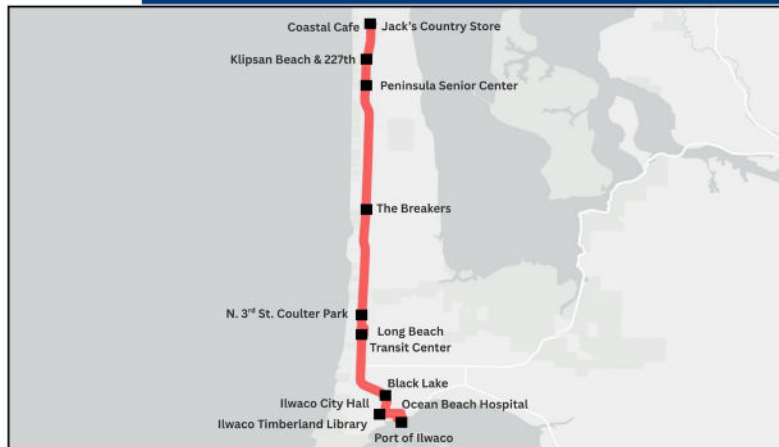 Coastal Cafe
Jack's Country Store
Klipsan Beach & 227th
Peninsula Senior Center
The Breakers
N. 3rd St. Coulter Park
Long Beach
Transit Center
Black Lake
Ilwaco City Hall
Ocean Beach Hospital
Ilwaco Timberland Library
Port of Ilwaco